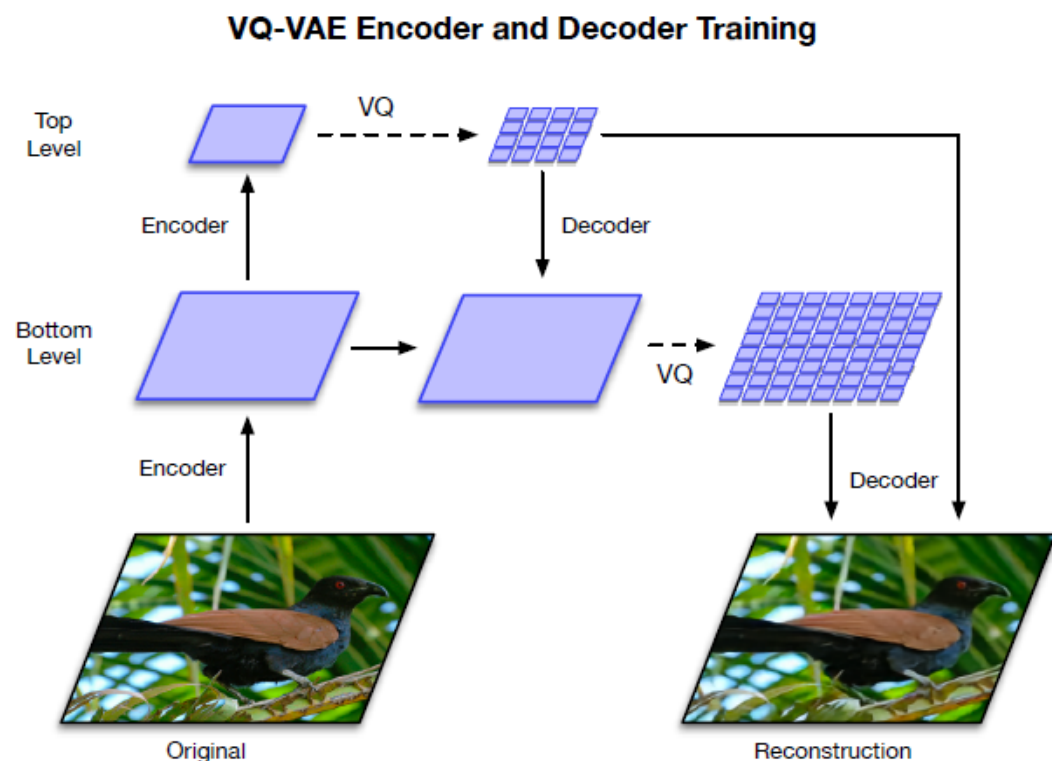 VQ-VAE Encoder and Decoder Training
Top
Level
VQ
Encoder
Decoder
Bottom
Level
VQ
Encoder
Decoder
Original
Reconstruction